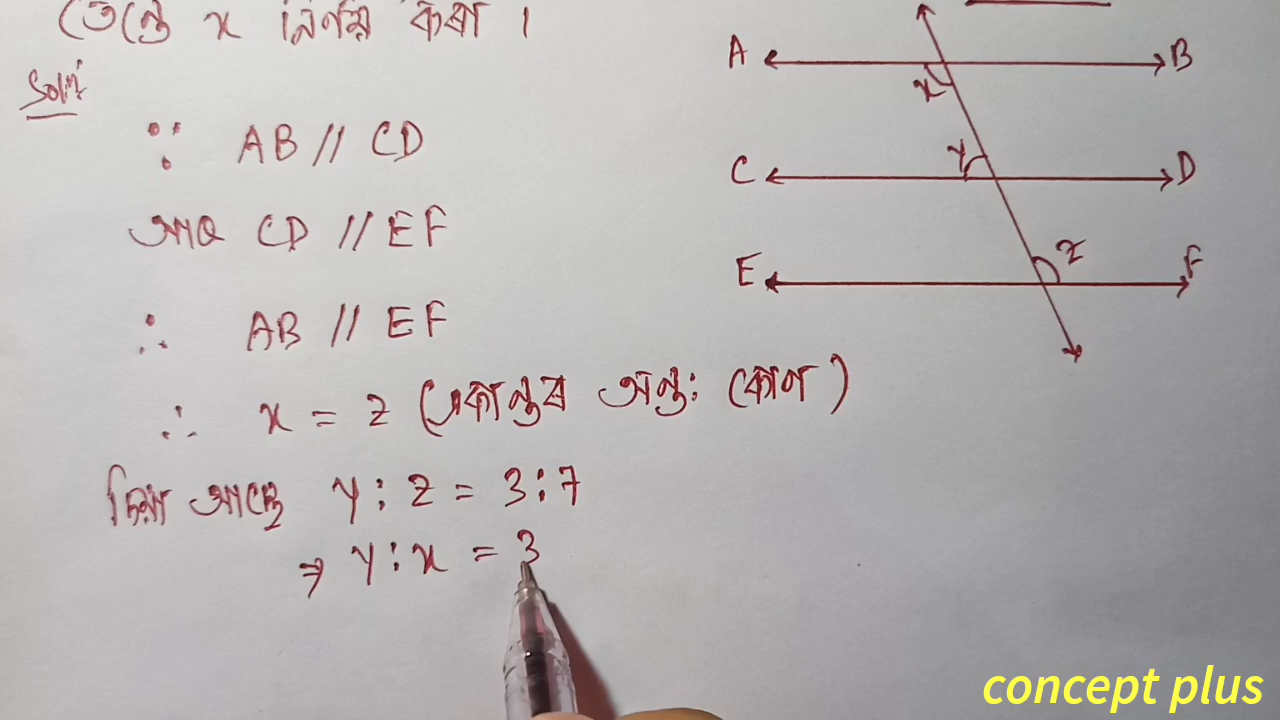 তেন্তে x নিৰ্ণয় কৰা ।
Solⁿ:
∵ AB // CD
আৰু CD // EF
∴ AB // EF
∴ x = z (একান্তৰ অন্তঃ কোণ)
দিয়া আছে y : z = 3 : 7
⇒ y : x = 3
A B
x
y
C D
z
E F
concept plus